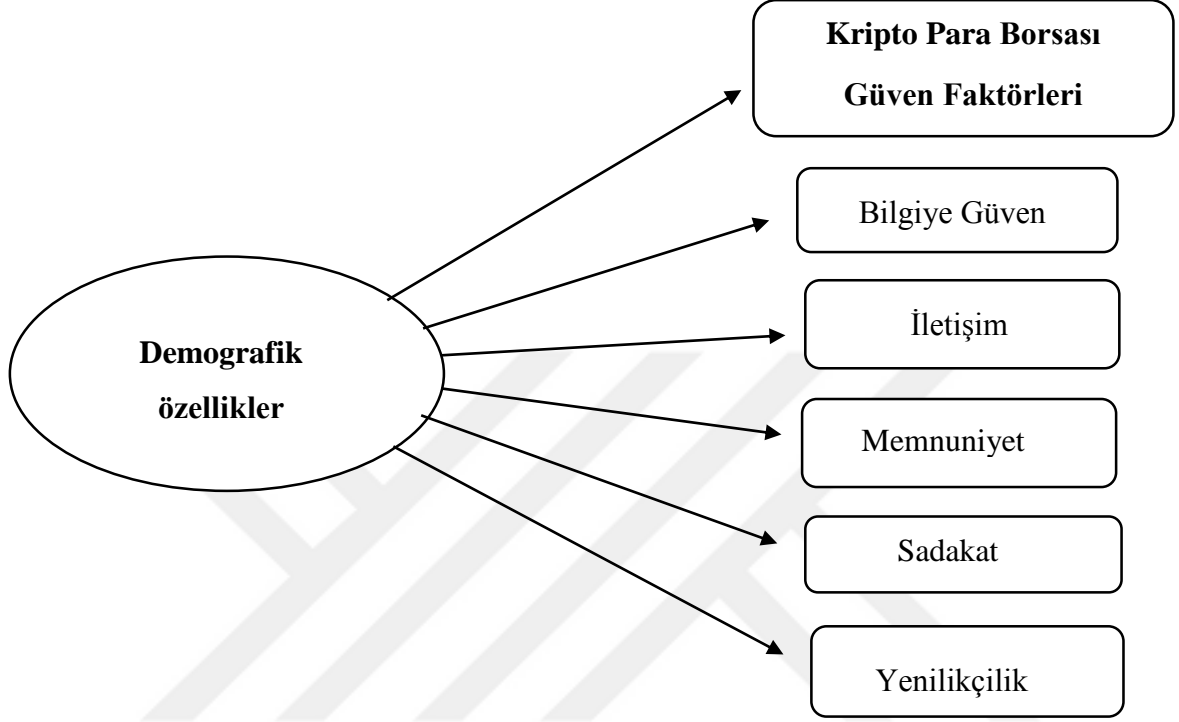 Kripto Para Borsası
Güven Faktörleri
Bilgiye Güven
İletişim
Demografik
özellikler
Memnuniyet
Sadakat
Yenilikçilik